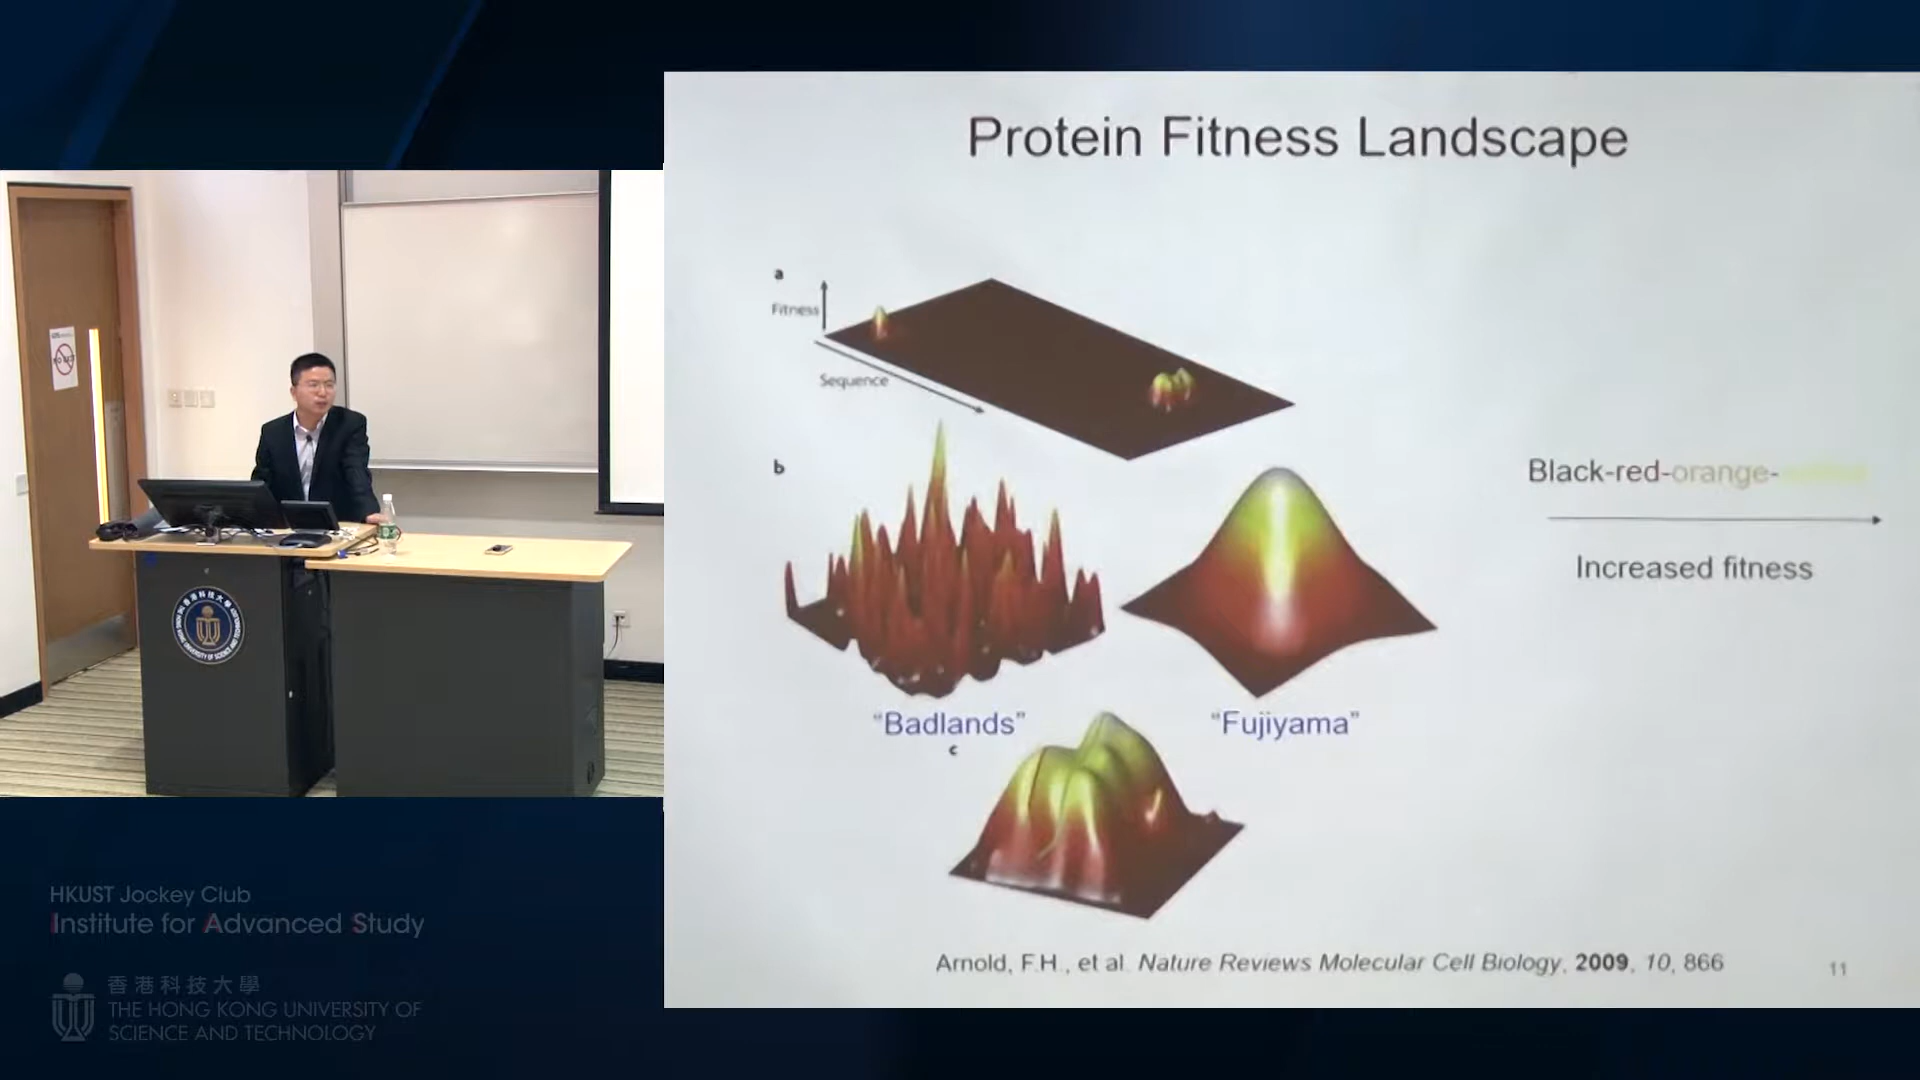 Protein Fitness Landscape
a
Fitness
Sequence
b
Black-red-orange-
Increased fitness
"Badlands"
"Fujiyama"
c
Arnold, F.H., et al. Nature Reviews Molecular Cell Biology, 2009, 10, 866
11
HKUST Jockey Club
Institute for Advanced Study
香港科技大學
THE HONG KONG UNIVERSITY OF
SCIENCE AND TECHNOLOGY